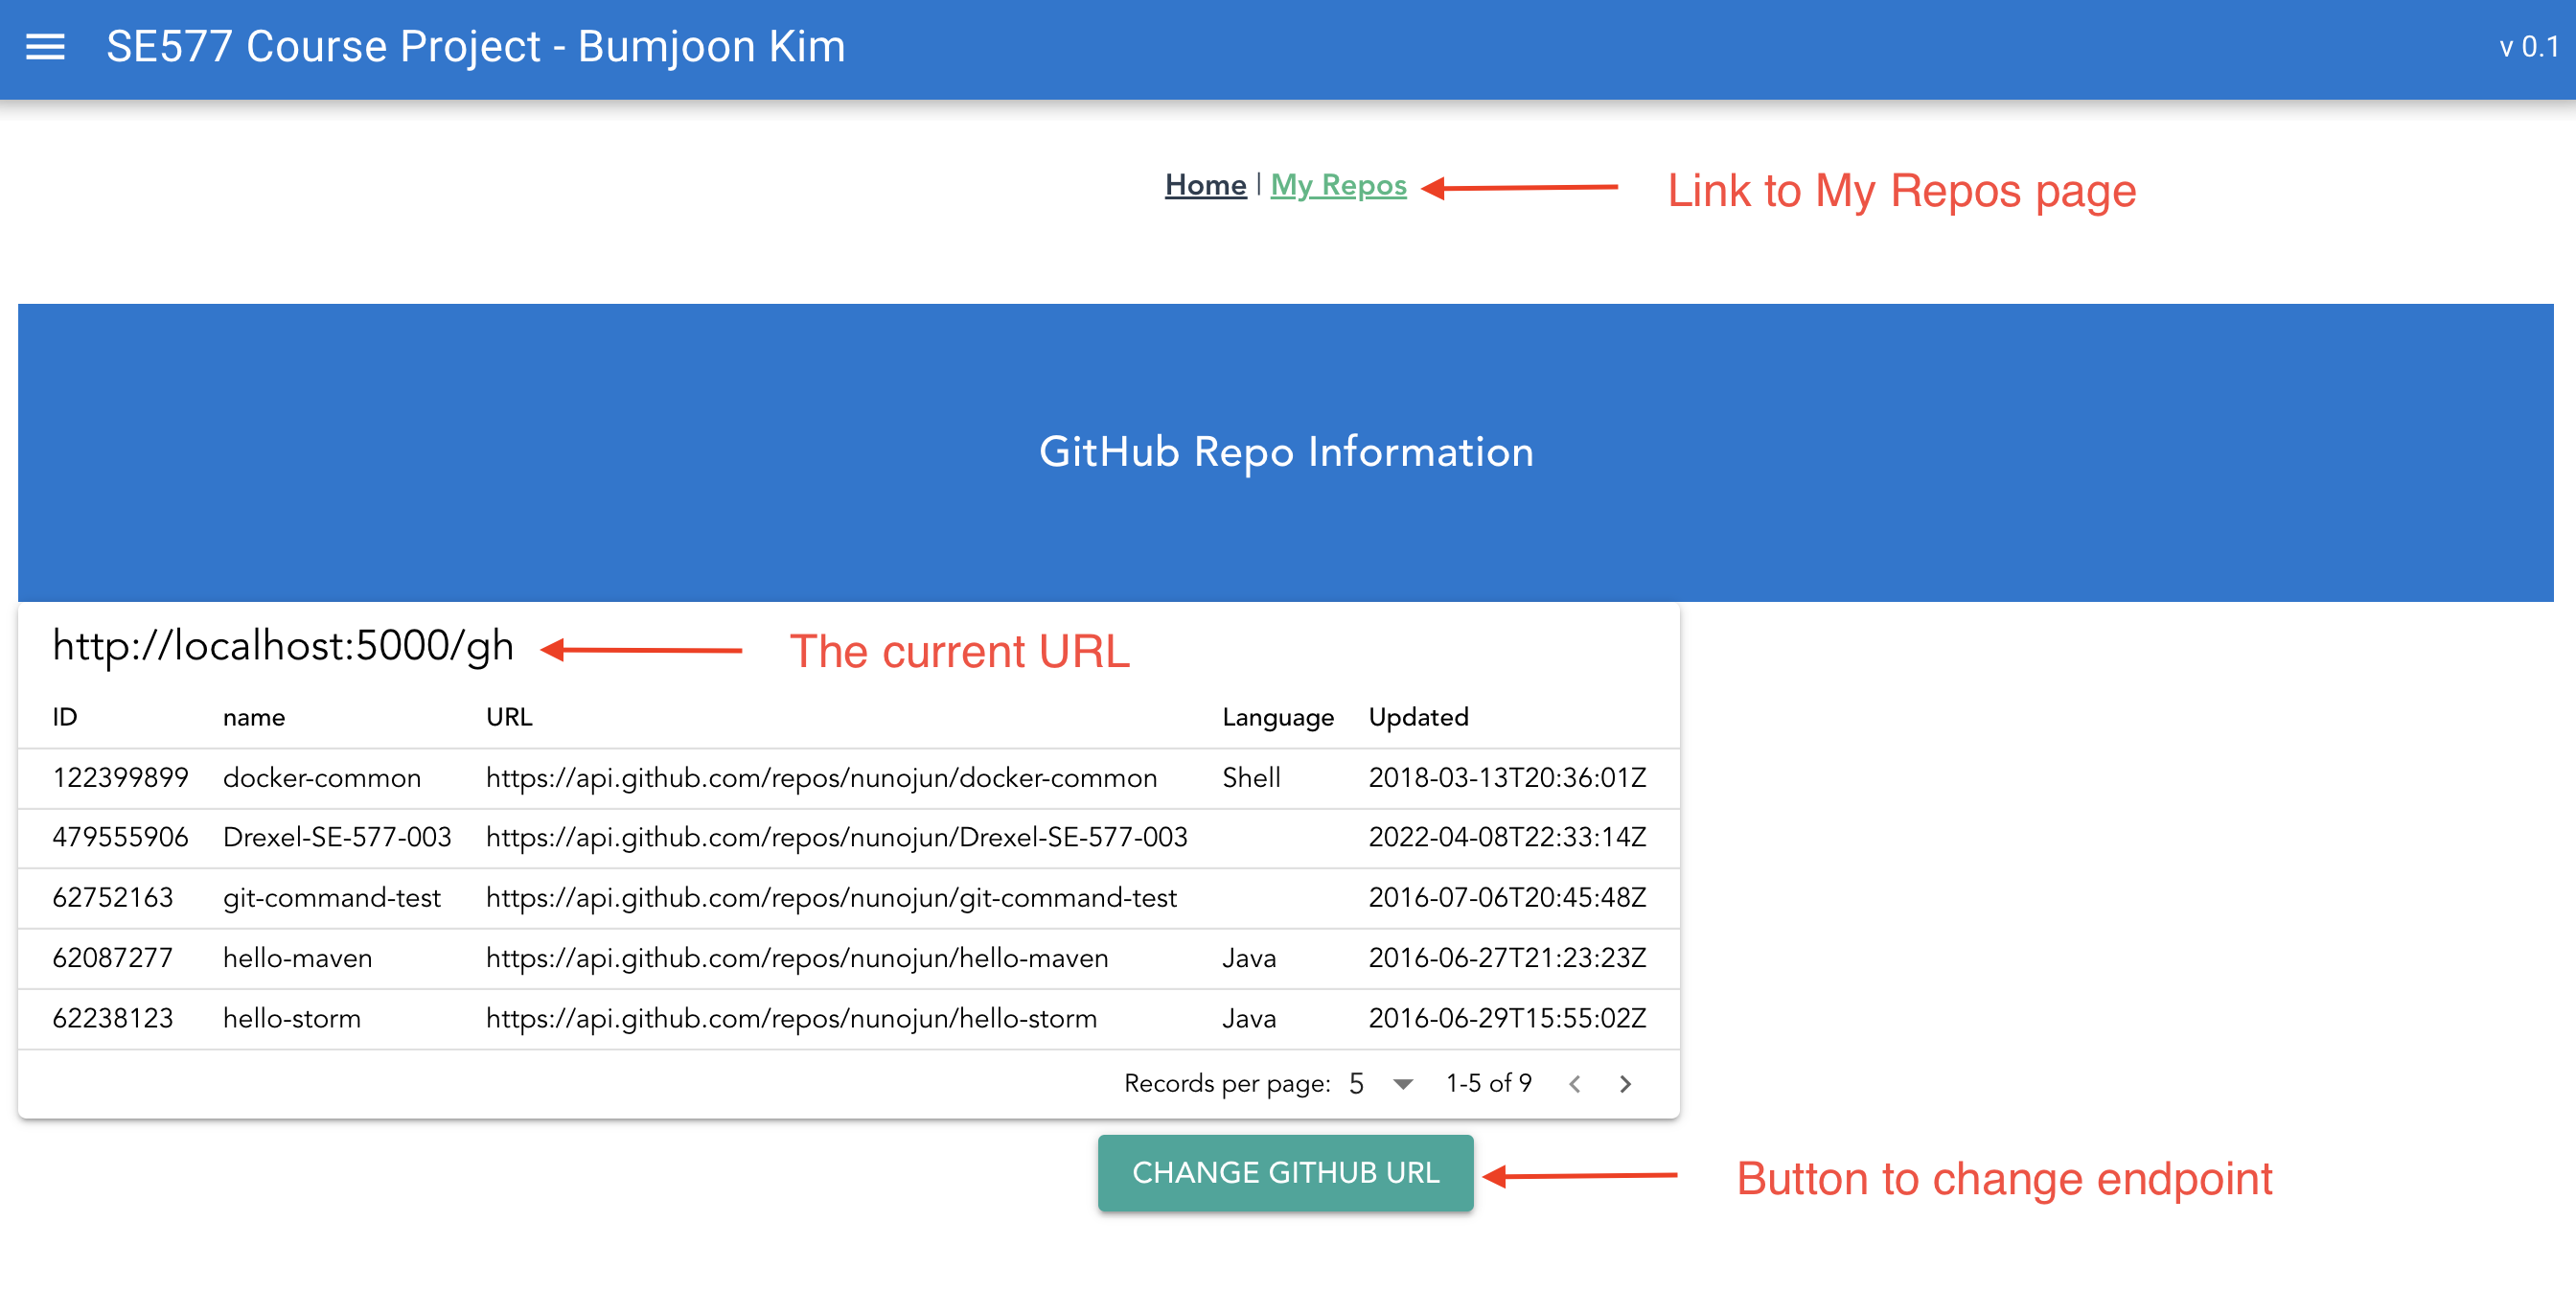 SE577 Course Project - Bumjoon Kim
v 0.1
Home | My Repos
Link to My Repos page
GitHub Repo Information
http://localhost:5000/gh
The current URL
ID name URL Language Updated
122399899 docker-common https://api.github.com/repos/nunojun/docker-common Shell 2018-03-13T20:36:01Z
479555906 Drexel-SE-577-003 https://api.github.com/repos/nunojun/Drexel-SE-577-003 2022-04-08T22:33:14Z
62752163 git-command-test https://api.github.com/repos/nunojun/git-command-test 2016-07-06T20:45:48Z
62087277 hello-maven https://api.github.com/repos/nunojun/hello-maven Java 2016-06-27T21:23:23Z
62238123 hello-storm https://api.github.com/repos/nunojun/hello-storm Java 2016-06-29T15:55:02Z
Records per page: 5 1-5 of 9
CHANGE GITHUB URL
Button to change endpoint